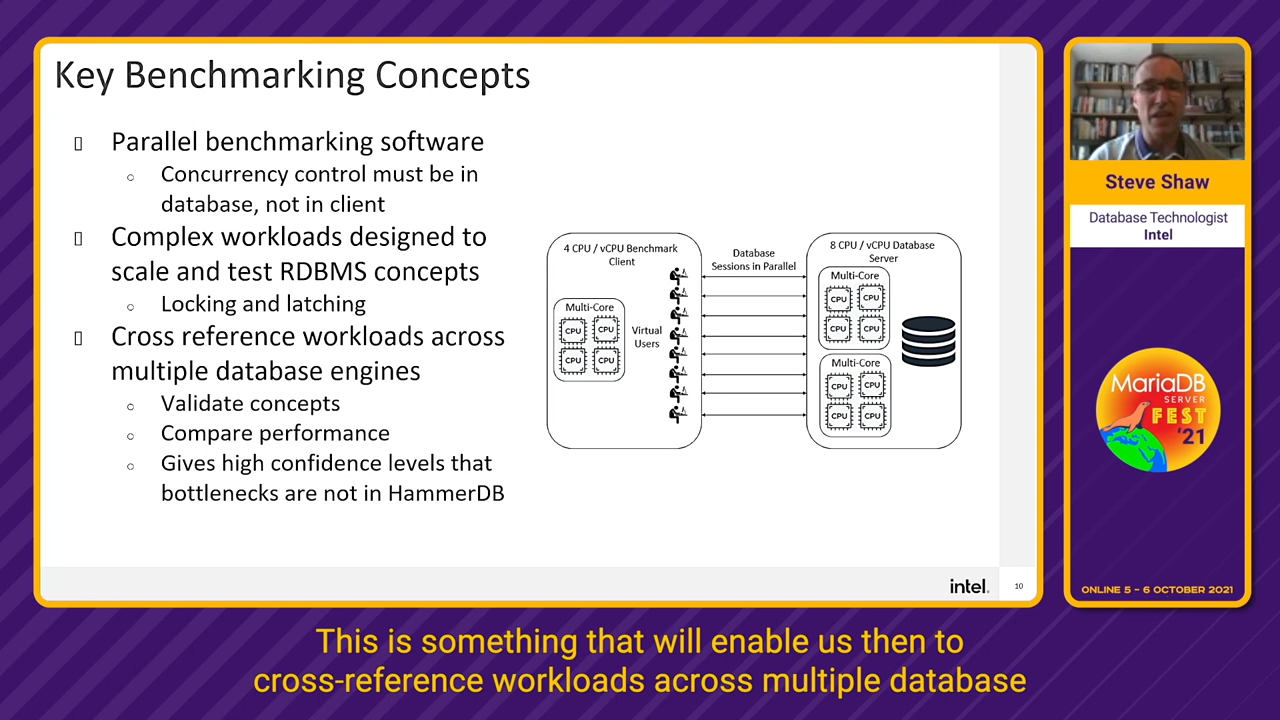 Key Benchmarking Concepts
Parallel benchmarking software
Concurrency control must be in
database, not in client
Complex workloads designed to
scale and test RDBMS concepts
Locking and latching
Cross reference workloads across
multiple database engines
Validate concepts
Compare performance
Gives high confidence levels that
bottlenecks are not in HammerDB
4 CPU / vCPU Benchmark
Client
Multi-Core
CPU CPU
CPU CPU
Virtual
Users
Database
Sessions in Parallel
8 CPU / vCPU Database
Server
Multi-Core
CPU CPU
CPU CPU
Multi-Core
CPU CPU
CPU CPU
intel.
10
Steve Shaw
Database Technologist
Intel
MariaDB
SERVER
FEST
'21
ONLINE 5 – 6 OCTOBER 2021
This is something that will enable us then to
cross-reference workloads across multiple database